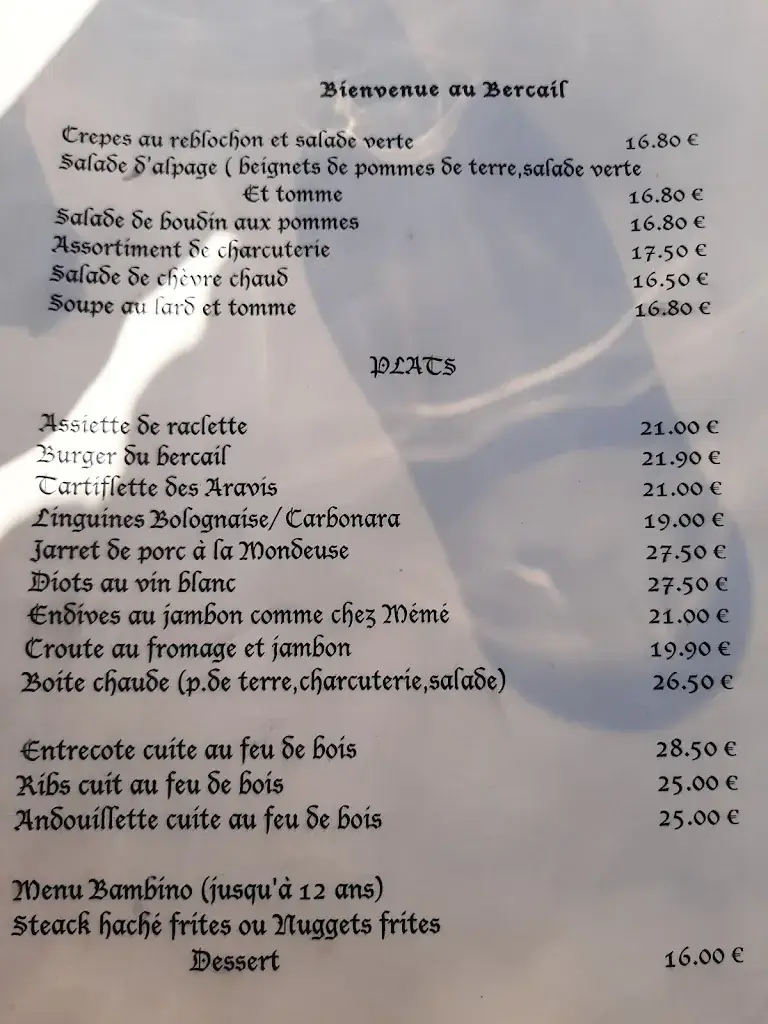 Bienvenue au Bercail
Crepes au reblochon et salade verte 16.80 €
Salade d'alpage ( beignets de pommes de terre,salade verte
Et tomme 16.80 €
Salade de boudin aux pommes 16.80 €
Assortiment de charcuterie 17.50 €
Salade de chèvre chaud 16.50 €
Soupe au lard et tomme 16.80 €
PLATS
Assiette de raclette 21.00 €
Burger du bercail 21.90 €
Tartiflette des Aravis 21.00 €
Linguines Bolognaise/ Carbonara 19.00 €
Jarret de porc à la Mondeuse 27.50 €
Diots au vin blanc 27.50 €
Endives au jambon comme chez Mémé 21.00 €
Croute au fromage et jambon 19.90 €
Boite chaude (p.de terre,charcuterie,salade) 26.50 €
Entrecote cuite au feu de bois 28.50 €
Ribs cuit au feu de bois 25.00 €
Andouillette cuite au feu de bois 25.00 €
Menu Bambino (jusqu'à 12 ans)
Steack haché frites ou Nuggets frites
Dessert 16.00 €